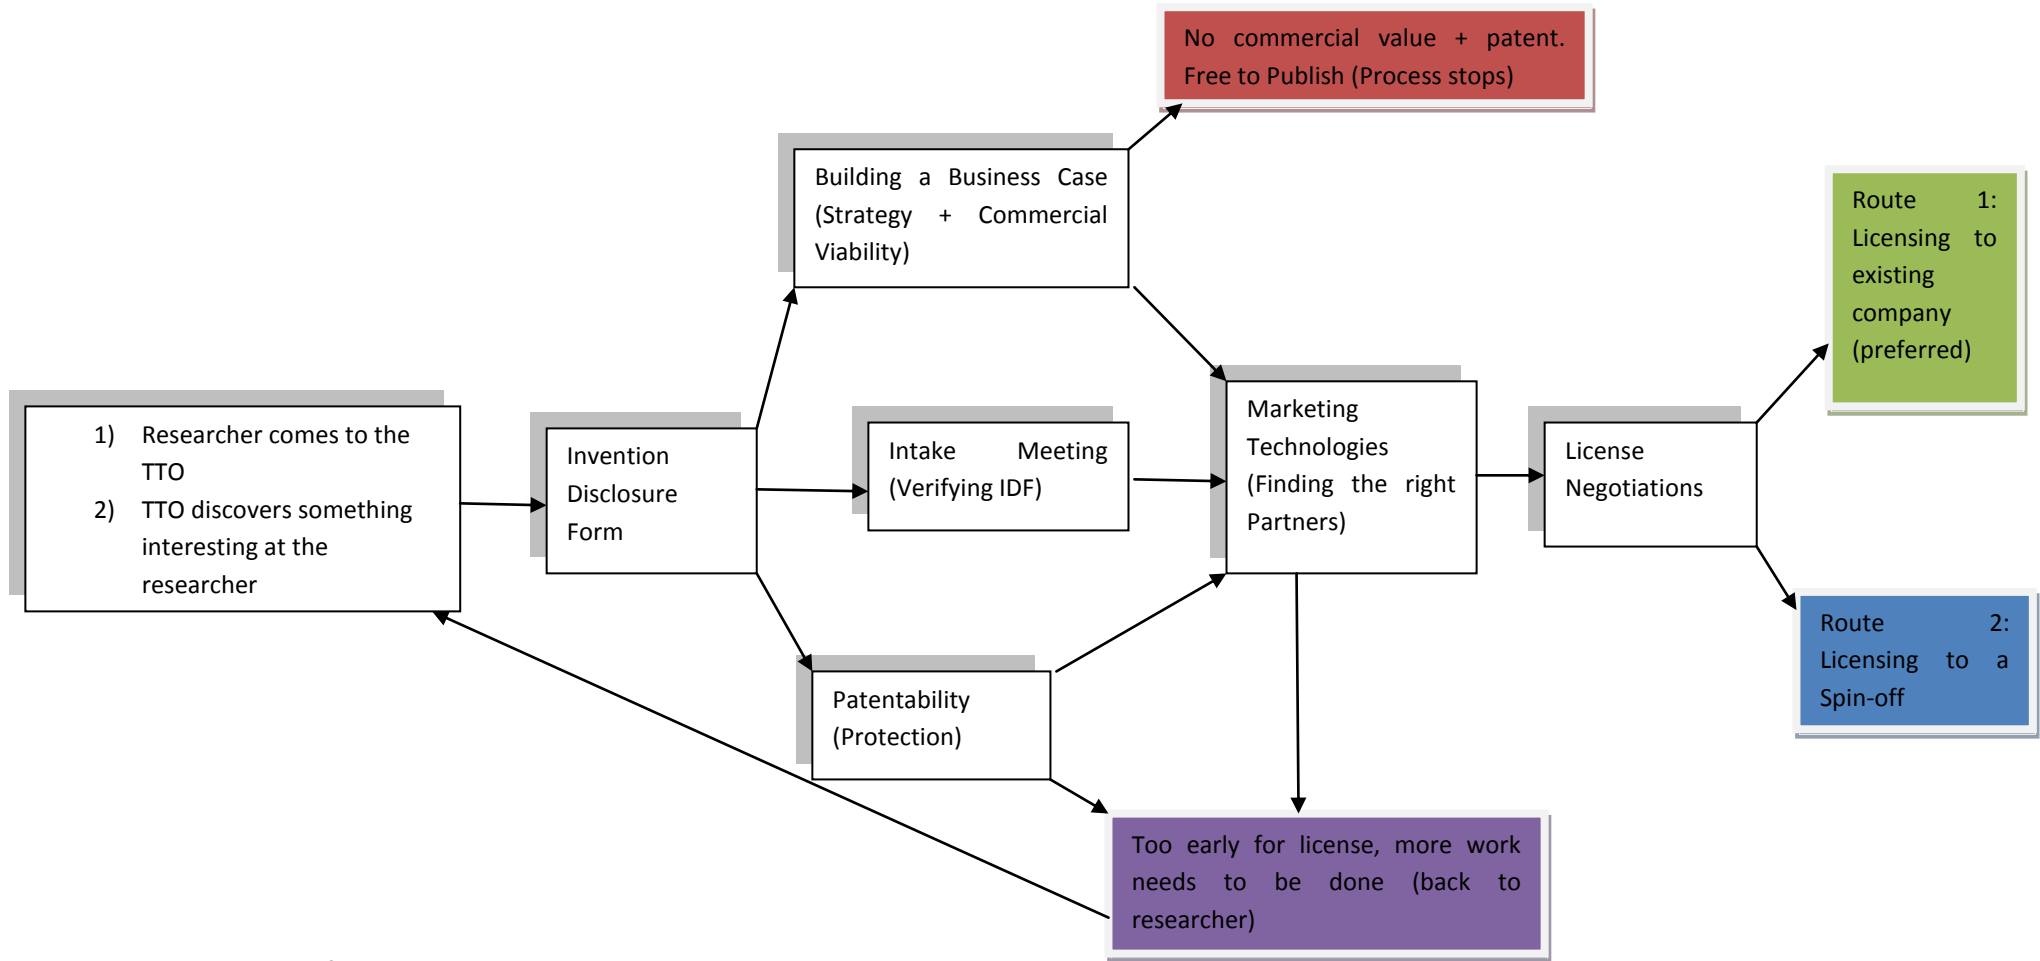 No commercial value + patent.
Free to Publish (Process stops)
Building a Business Case
(Strategy + Commercial
Viability)
Route 1:
Licensing to
existing
company
(preferred)
1) Researcher comes to the
TTO
2) TTO discovers something
interesting at the
researcher
Invention
Disclosure
Form
Intake Meeting
(Verifying IDF)
Marketing
Technologies
(Finding the right
Partners)
License
Negotiations
Route 2:
Licensing to a
Spin-off
Patentability
(Protection)
Too early for license, more work
needs to be done (back to
researcher)